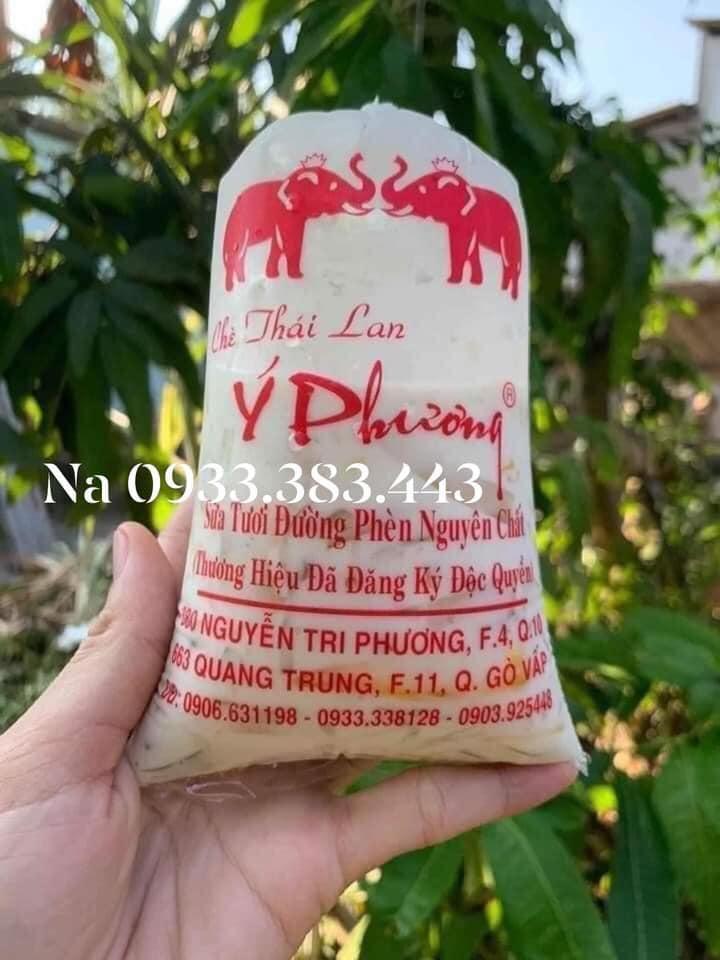 Chè Thái Lan
Ý Phương®
Na 0933.383.443
Sữa Tươi Đường Phèn Nguyên Chất
(Thương Hiệu Đã Đăng Ký Độc Quyền)
380 NGUYỄN TRI PHƯƠNG, F.4, Q.10
663 QUANG TRUNG, F.11, Q. GÒ VẤP
DĐ: 0906.631198 - 0933.338128 - 0903.925448